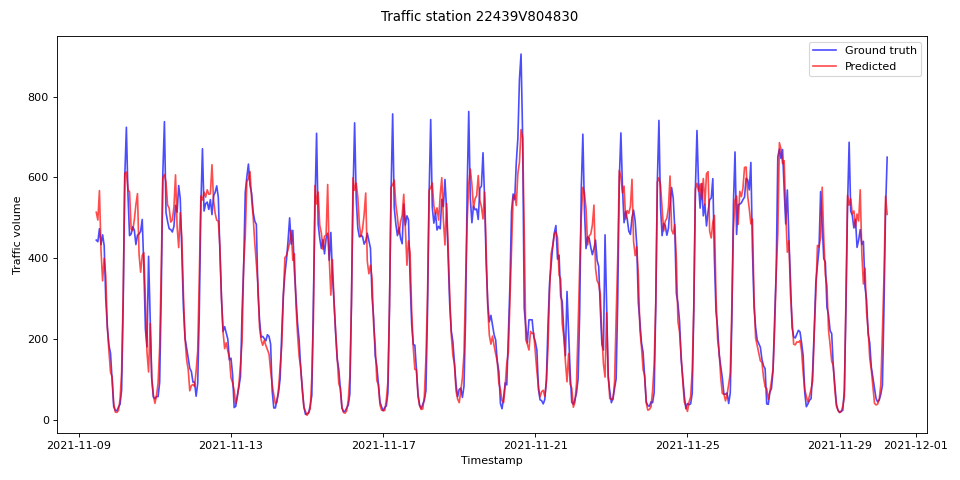 Traffic station 22439V804830
Ground truth
Predicted
Traffic volume
800
600
400
200
0
2021-11-09
2021-11-13
2021-11-17
2021-11-21
2021-11-25
2021-11-29
2021-12-01
Timestamp